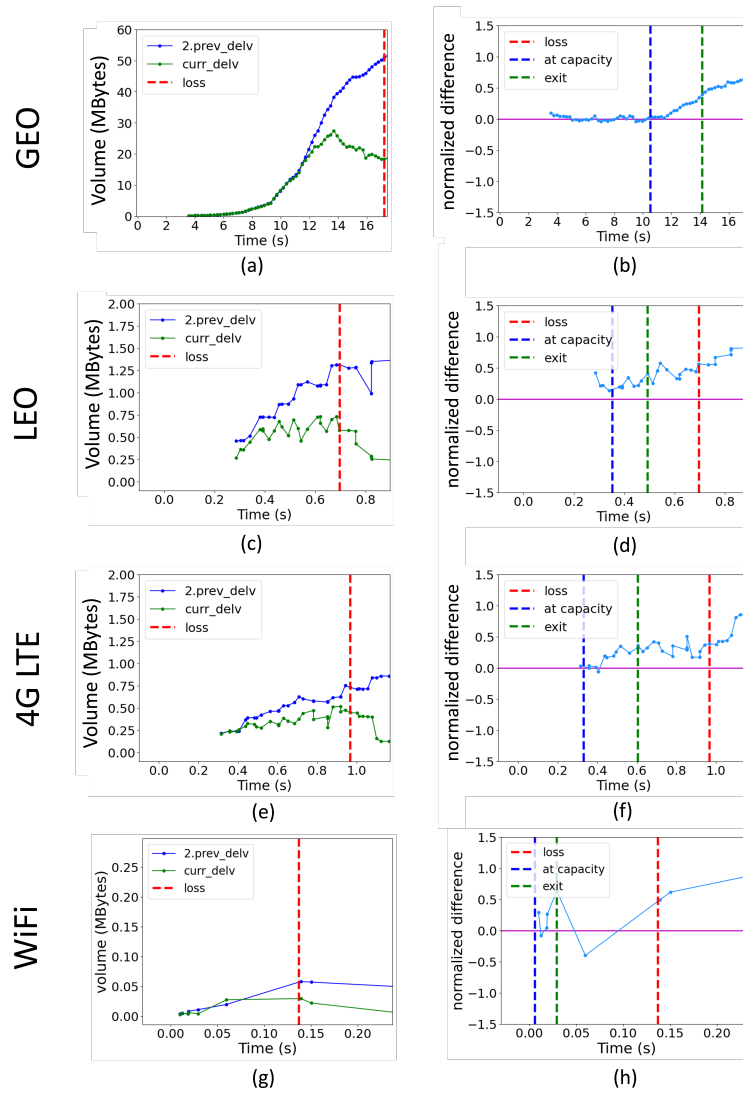 GEO
60
50
40
30
20
10
0
Volume (MBytes)
2.prev_delv
curr_delv
loss
0 2 4 6 8 10 12 14 16
Time (s)
(a)
1.5
1.0
0.5
0.0
−0.5
−1.0
−1.5
normalized difference
loss
at capacity
exit
0 2 4 6 8 10 12 14 16
Time (s)
(b)
LEO
2.00
1.75
1.50
1.25
1.00
0.75
0.50
0.25
0.00
Volume (MBytes)
2.prev_delv
curr_delv
loss
0.0 0.2 0.4 0.6 0.8
Time (s)
(c)
1.5
1.0
0.5
0.0
−0.5
−1.0
−1.5
normalized difference
loss
at capacity
exit
0.0 0.2 0.4 0.6 0.8
Time (s)
(d)
4G LTE
2.00
1.75
1.50
1.25
1.00
0.75
0.50
0.25
0.00
Volume (MBytes)
2.prev_delv
curr_delv
loss
0.0 0.2 0.4 0.6 0.8 1.0
Time (s)
(e)
1.5
1.0
0.5
0.0
−0.5
−1.0
−1.5
normalized difference
loss
at capacity
exit
0.0 0.2 0.4 0.6 0.8 1.0
Time (s)
(f)
WiFi
0.25
0.20
0.15
0.10
0.05
0.00
volume (MBytes)
2.prev_delv
curr_delv
loss
0.00 0.05 0.10 0.15 0.20
Time (s)
(g)
1.5
1.0
0.5
0.0
−0.5
−1.0
−1.5
normalized difference
loss
at capacity
exit
0.00 0.05 0.10 0.15 0.20
Time (s)
(h)